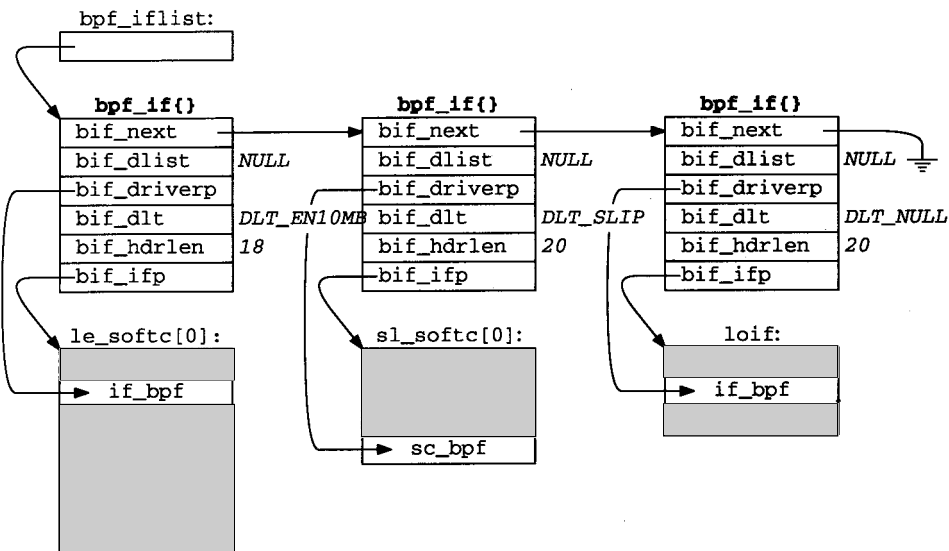 bpf_iflist:
bpf_if{}
bif_next
bif_dlist NULL
bif_driverp
bif_dlt DLT_EN10MB
bif_hdrlen 18
bif_ifp
le_softc[0]:
if_bpf
bpf_if{}
bif_next
bif_dlist NULL
bif_driverp
bif_dlt DLT_SLIP
bif_hdrlen 20
bif_ifp
sl_softc[0]:
sc_bpf
bpf_if{}
bif_next
bif_dlist NULL
bif_driverp
bif_dlt DLT_NULL
bif_hdrlen 20
bif_ifp
loif:
if_bpf